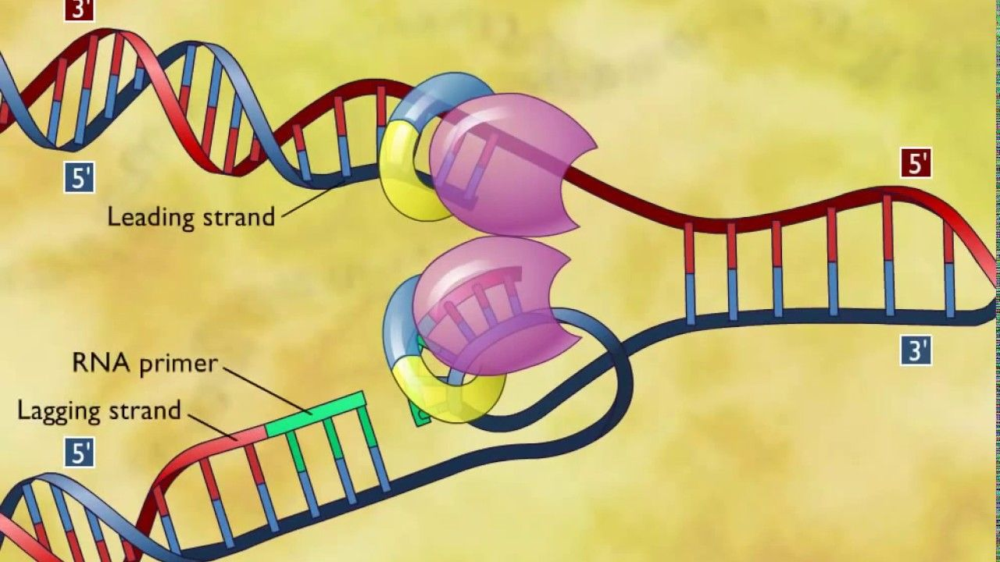 3'
5'
5'
Leading strand
3'
RNA primer
Lagging strand
5'